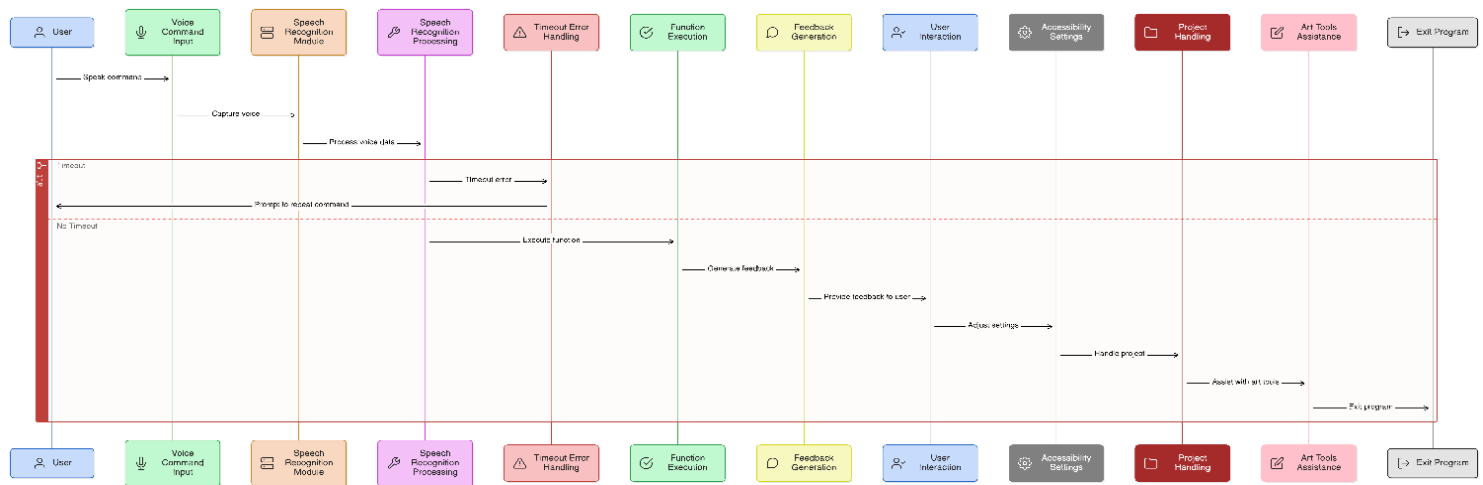 User
Voice
Command
Input
Speech
Recognition
Module
Speech
Recognition
Processing
Timeout Error
Handling
Function
Execution
Feedback
Generation
User
Interaction
Accessibility
Settings
Project
Handling
Art Tools
Assistance
Exit Program
Speak command
Capture voice
Process voice data
alt
Timeout
Timeout error
Prompt to repeat command
No Timeout
Execute function
Generate feedback
Provide feedback to user
Adjust settings
Handle project
Assist with art tools
Exit program
User
Voice
Command
Input
Speech
Recognition
Module
Speech
Recognition
Processing
Timeout Error
Handling
Function
Execution
Feedback
Generation
User
Interaction
Accessibility
Settings
Project
Handling
Art Tools
Assistance
Exit Program